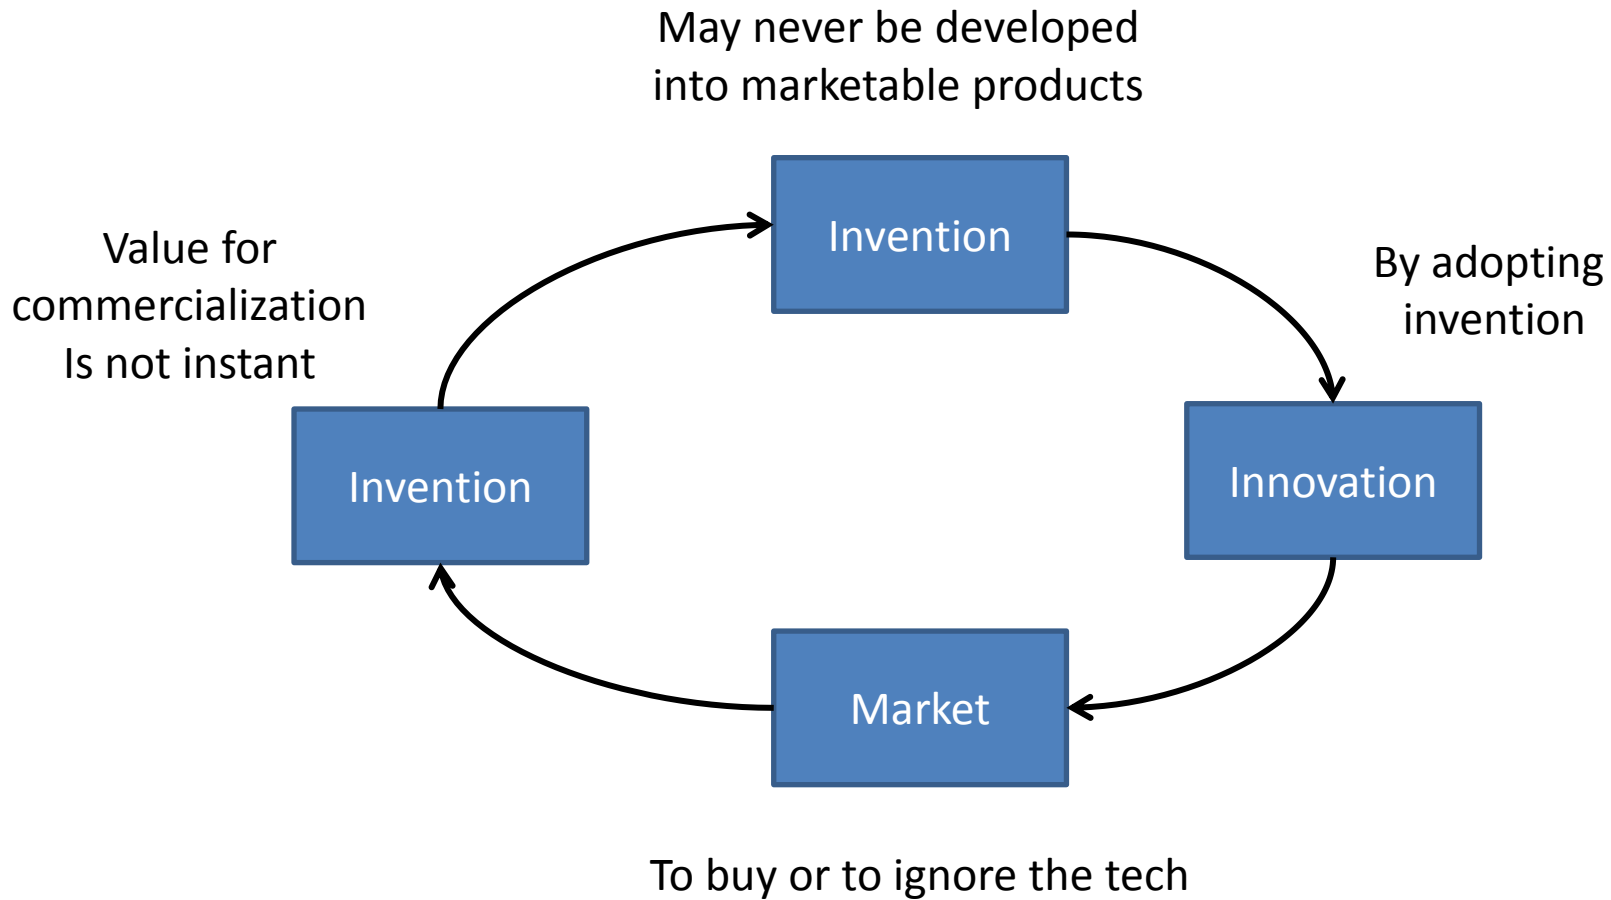 May never be developed
into marketable products
Invention
Value for
commercialization
Is not instant
By adopting
invention
Invention
Innovation
Market
To buy or to ignore the tech